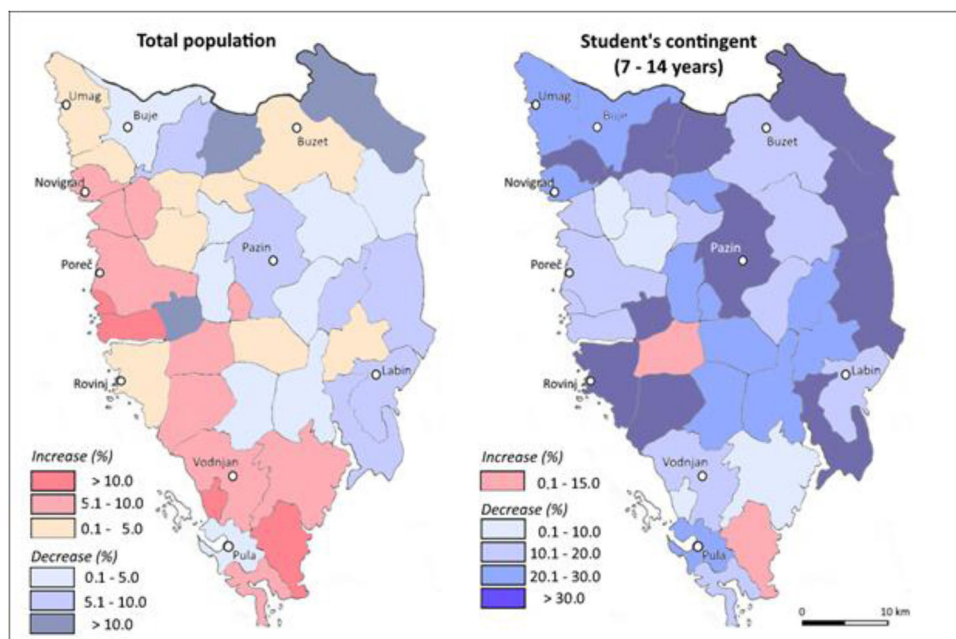 Total population
Umag
Buje
Buzet
Novigrad
Pazin
Poreč
Rovinj
Labin
Vodnjan
Pula
Increase (%)
> 10.0
5.1 - 10.0
0.1 - 5.0
Decrease (%)
0.1 - 5.0
5.1 - 10.0
> 10.0
Student's contingent
(7 - 14 years)
Umag
Buje
Buzet
Novigrad
Pazin
Poreč
Rovinj
Labin
Vodnjan
Pula
Increase (%)
0,1 - 15.0
Decrease (%)
0.1 - 10.0
10.1 - 20.0
20.1 - 30.0
> 30.0
0 10 km